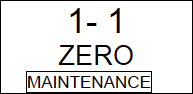 1- 1
ZERO
MAINTENANCE